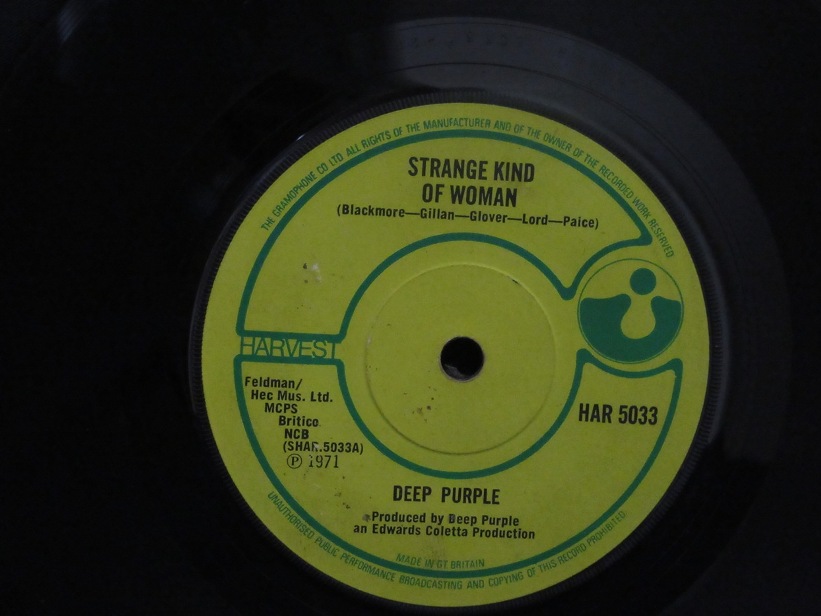 THE GRAMOPHONE CO LTD. ALL RIGHTS OF THE MANUFACTURER AND OF THE OWNER OF THE RECORDED WORK RESERVED
STRANGE KIND
OF WOMAN
(Blackmore—Gillan—Glover—Lord—Paice)
HARVEST
Feldman/
Hec Mus. Ltd.
MCPS
Britico
NCB
(SHAR.5033A)
Ⓟ 1971
HAR 5033
DEEP PURPLE
Produced by Deep Purple
an Edwards Coletta Production
MADE IN GT BRITAIN
UNAUTHORISED PUBLIC PERFORMANCE BROADCASTING AND COPYING OF THIS RECORD PROHIBITED